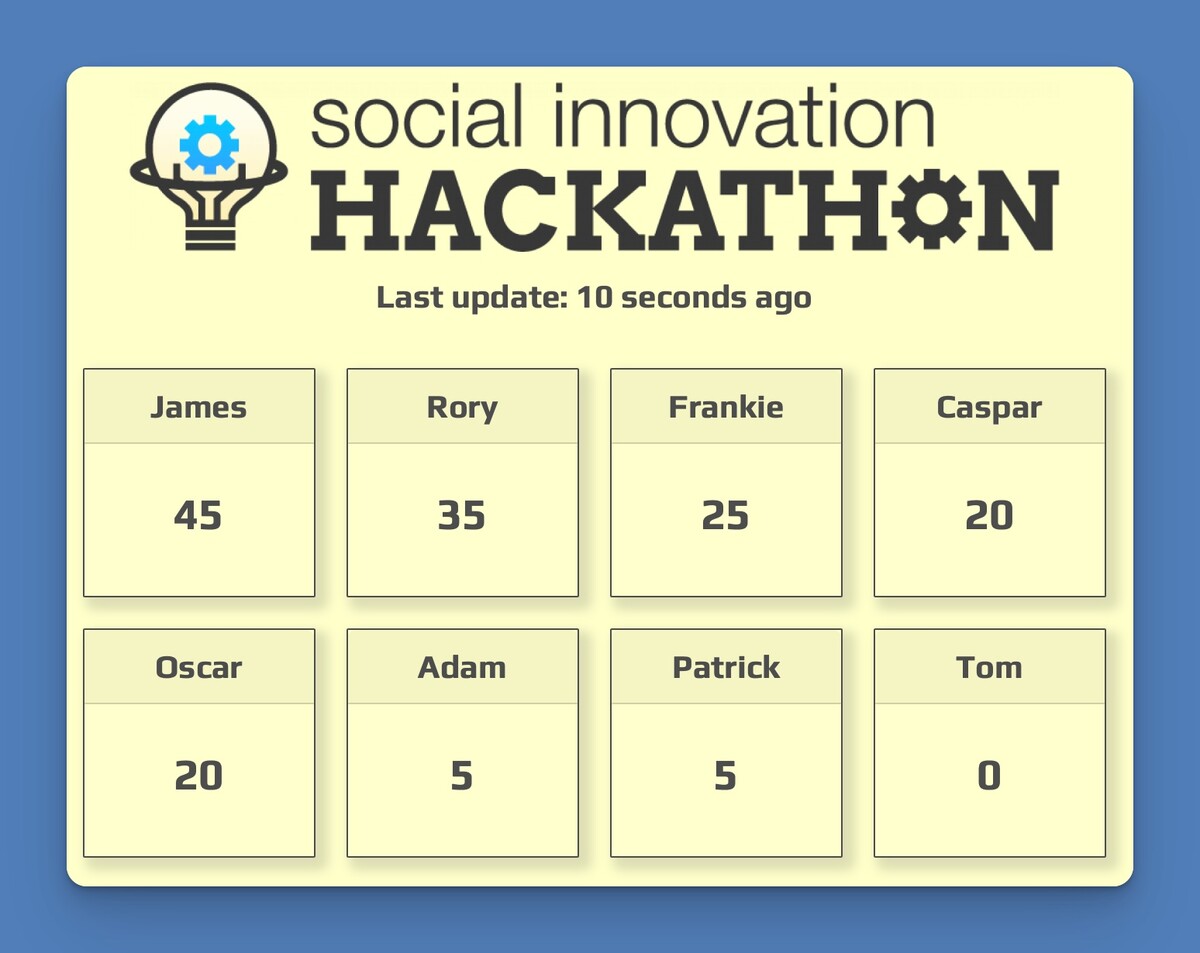 social innovation
HACKATHON
Last update: 10 seconds ago
James
Rory
Frankie
Caspar
45
35
25
20
Oscar
Adam
Patrick
Tom
20
5
5
0